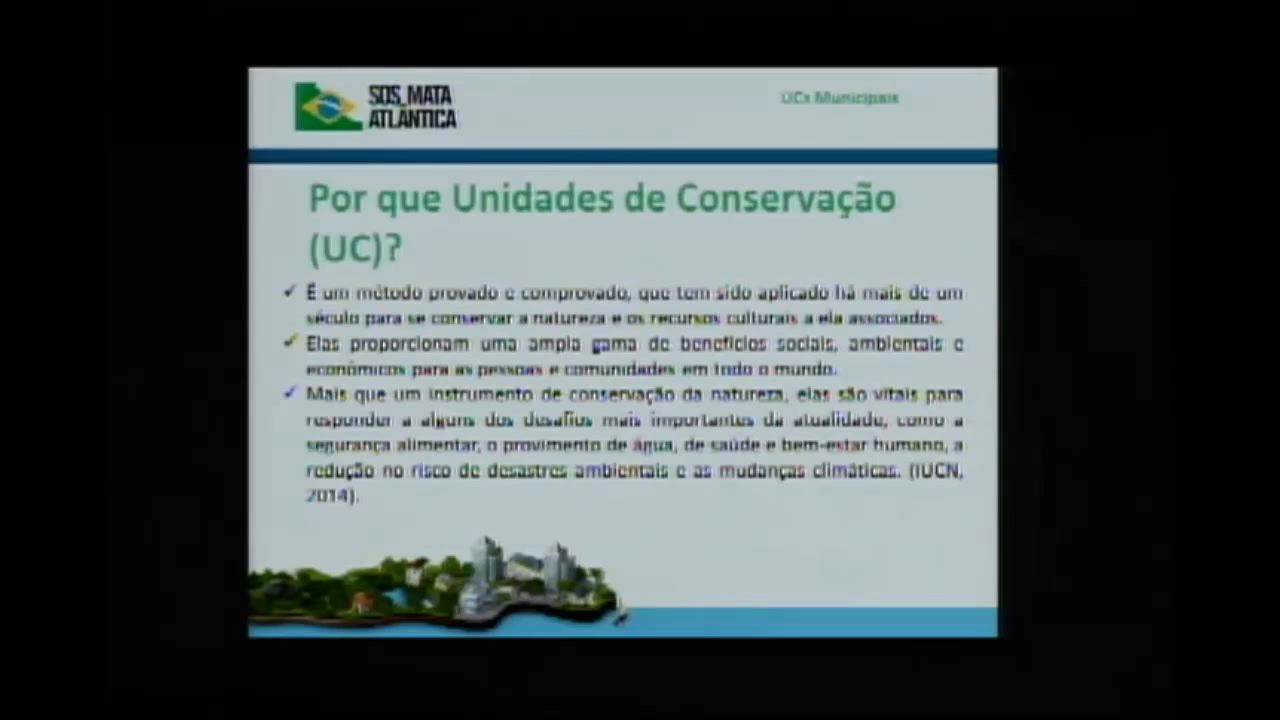 SOS MATA
ATLÂNTICA
UCs Municipais
Por que Unidades de Conservação
(UC)?
É um método provado e comprovado, que tem sido aplicado há mais de um
século para se conservar a natureza e os recursos culturais a ela associados.
Elas proporcionam uma ampla gama de benefícios sociais, ambientais e
econômicos para as pessoas e comunidades em todo o mundo.
Mais que um instrumento de conservação da natureza, elas são vitais para
responder a alguns dos desafios mais importantes da atualidade, como a
segurança alimentar, o provimento de água, de saúde e bem-estar humano, a
redução no risco de desastres ambientais e as mudanças climáticas. (IUCN,
2014).